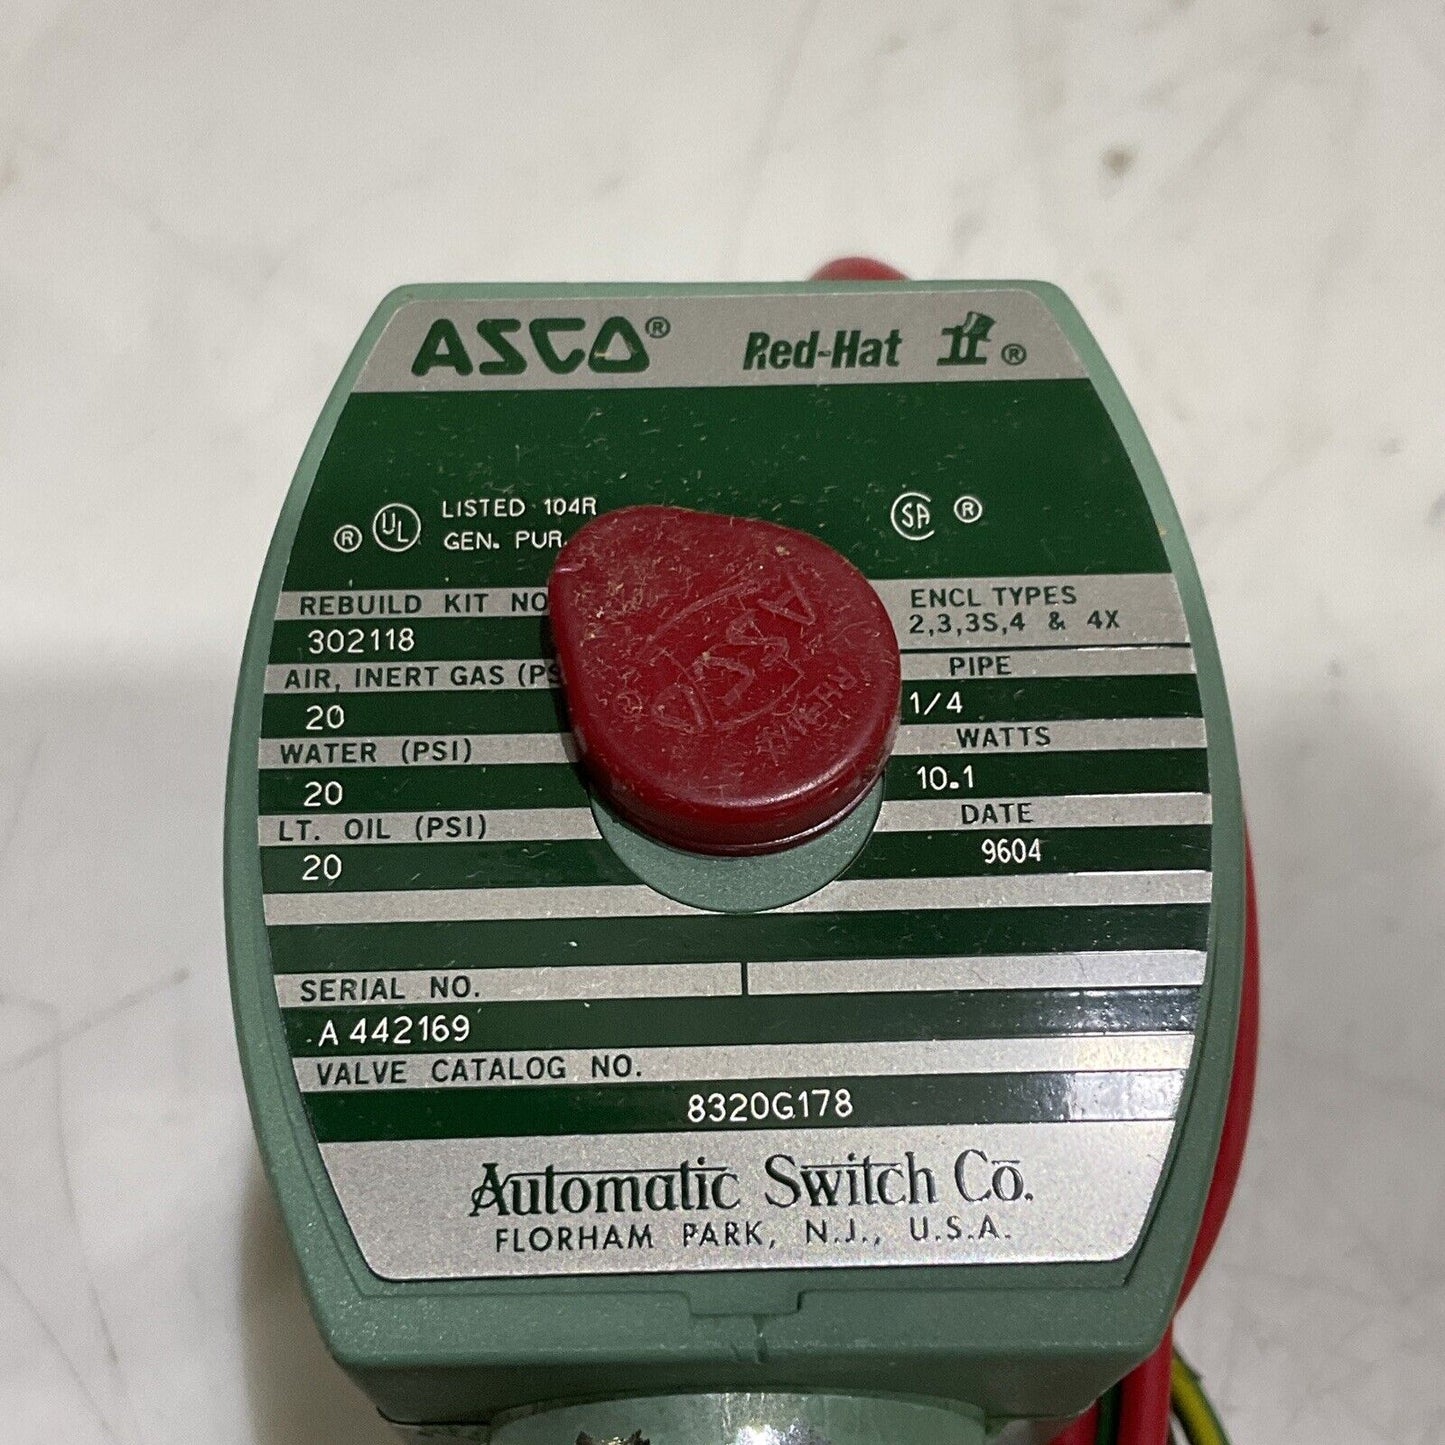 ASCO® Red-Hat II®
® UL LISTED 104R
GEN. PUR.
SA ®
REBUILD KIT NO
302118
ENCL TYPES
2,3,3S,4 & 4X
AIR, INERT GAS (PS
20
PIPE
1/4
WATER (PSI)
20
WATTS
10.1
LT. OIL (PSI)
20
DATE
9604
ASCO
SERIAL NO.
A 442169
VALVE CATALOG NO.
8320G178
Automatic Switch Co.
FLORHAM PARK, N.J., U.S.A.